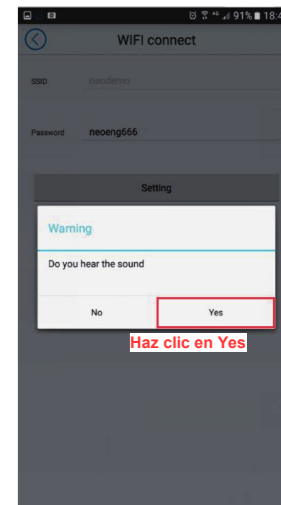 91% 18:4
WIFI connect
SSID neodemo
Password neoeng666
Setting
Warning
Do you hear the sound
No Yes
Haz clic en Yes